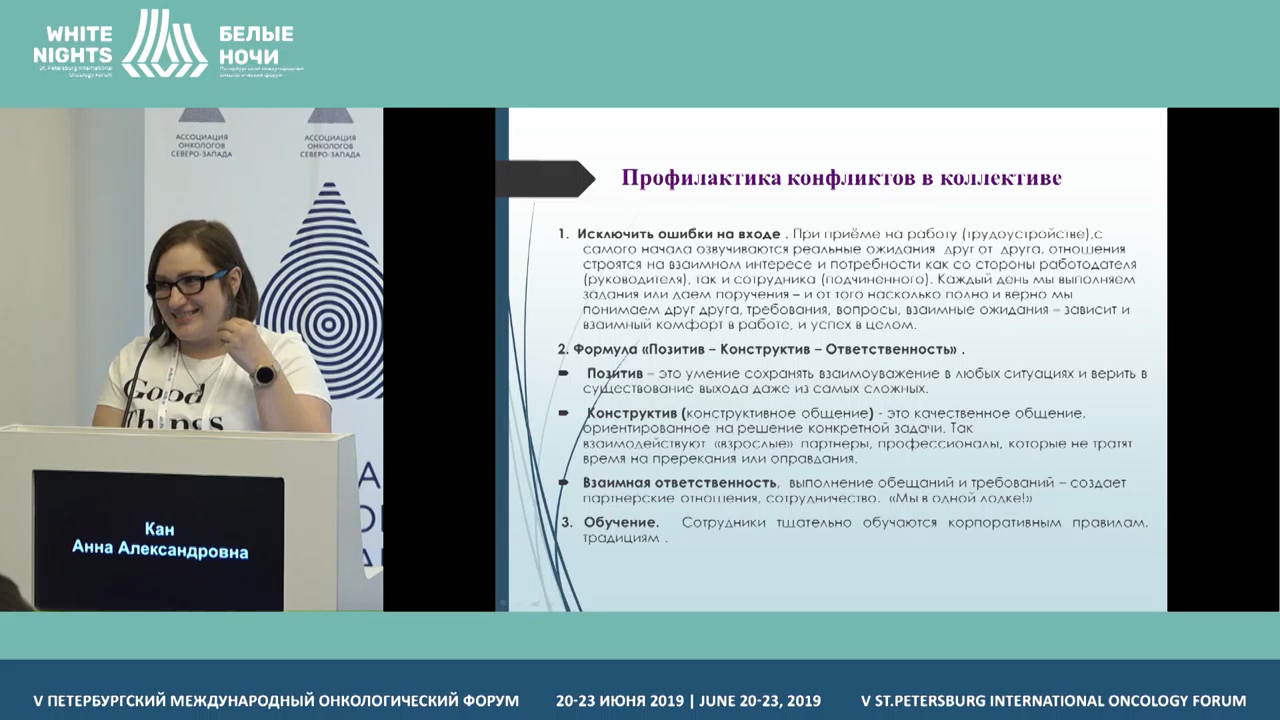 WHITE
NIGHTS
St. Petersburg International
Oncology Forum
БЕЛЫЕ
НОЧИ
Петербургский международный
онкологический форум
АССОЦИАЦИЯ
ОНКОЛОГОВ
СЕВЕРО-ЗАПАДА
АССОЦИАЦИЯ
ОНКОЛОГОВ
СЕВЕРО-ЗАПАДА
Good
Things
Кан
Анна Александровна
Профилактика конфликтов в коллективе
1. Исключить ошибки на входе . При приёме на работу (трудоустройстве),с
самого начала озвучиваются реальные ожидания друг от друга, отношения
строятся на взаимном интересе и потребности как со стороны работодателя
(руководителя), так и сотрудника (подчиненного). Каждый день мы выполняем
задания или даем поручения – и от того насколько полно и верно мы
понимаем друг друга, требования, вопросы, взаимные ожидания – зависит и
взаимный комфорт в работе, и успех в целом.
2. Формула «Позитив – Конструктив – Ответственность» .
Позитив – это умение сохранять взаимоуважение в любых ситуациях и верить в
существование выхода даже из самых сложных.
Конструктив (конструктивное общение) - это качественное общение,
ориентированное на решение конкретной задачи. Так
взаимодействуют «взрослые» партнеры, профессионалы, которые не тратят
время на пререкания или оправдания.
Взаимная ответственность, выполнение обещаний и требований – создает
партнерские отношения, сотрудничество. «Мы в одной лодке!»
3. Обучение. Сотрудники тщательно обучаются корпоративным правилам,
традициям .
V ПЕТЕРБУРГСКИЙ МЕЖДУНАРОДНЫЙ ОНКОЛОГИЧЕСКИЙ ФОРУМ
20-23 ИЮНЯ 2019 | JUNE 20-23, 2019
V ST.PETERSBURG INTERNATIONAL ONCOLOGY FORUM